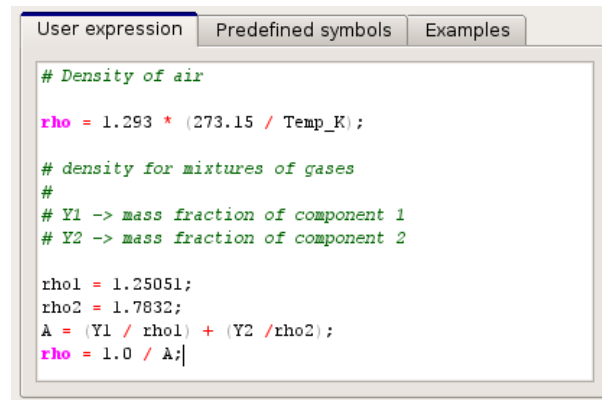 User expression Predefined symbols Examples
# Density of air
rho = 1.293 * (273.15 / Temp_K);
# density for mixtures of gases
#
# Y1 -> mass fraction of component 1
# Y2 -> mass fraction of component 2
rho1 = 1.25051;
rho2 = 1.7832;
A = (Y1 / rho1) + (Y2 /rho2);
rho = 1.0 / A;